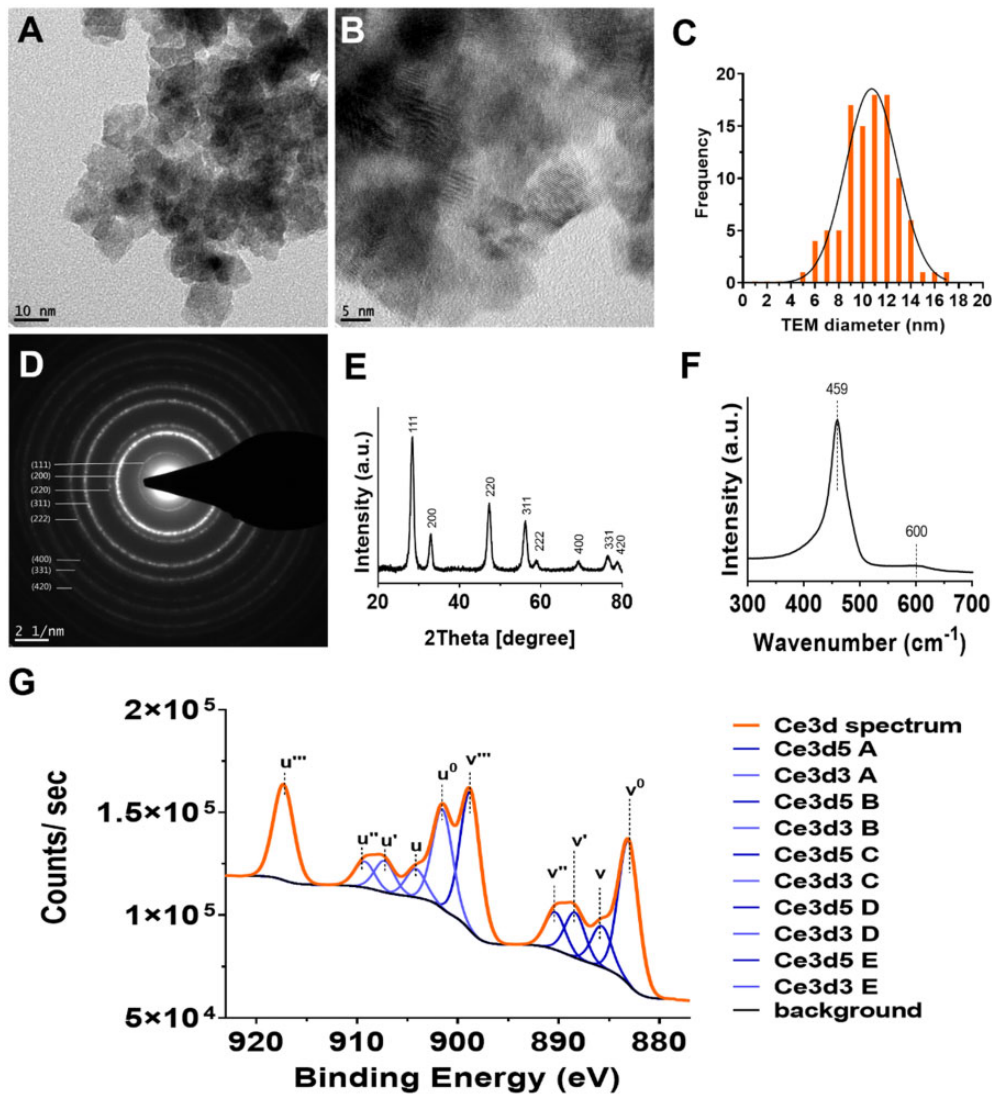 A
10 nm
B
5 nm
C
20
15
10
5
0
Frequency
0 2 4 6 8 10 12 14 16 18 20
TEM diameter (nm)
D
(111)
(200)
(220)
(311)
(222)
(400)
(331)
(420)
2 1/nm
E
Intensity (a.u.)
111
200
220
311
222
400
331
420
20 40 60 80
2Theta [degree]
F
Intensity (a.u.)
459
600
300 400 500 600 700
Wavenumber (cm⁻¹)
G
2×10⁵
1.5×10⁵
1×10⁵
5×10⁴
Counts/ sec
u'''
u''
u'
u
u⁰
v'''
v''
v'
v
v⁰
920 910 900 890 880
Binding Energy (eV)
Ce3d spectrum
Ce3d5 A
Ce3d3 A
Ce3d5 B
Ce3d3 B
Ce3d5 C
Ce3d3 C
Ce3d5 D
Ce3d3 D
Ce3d5 E
Ce3d3 E
background